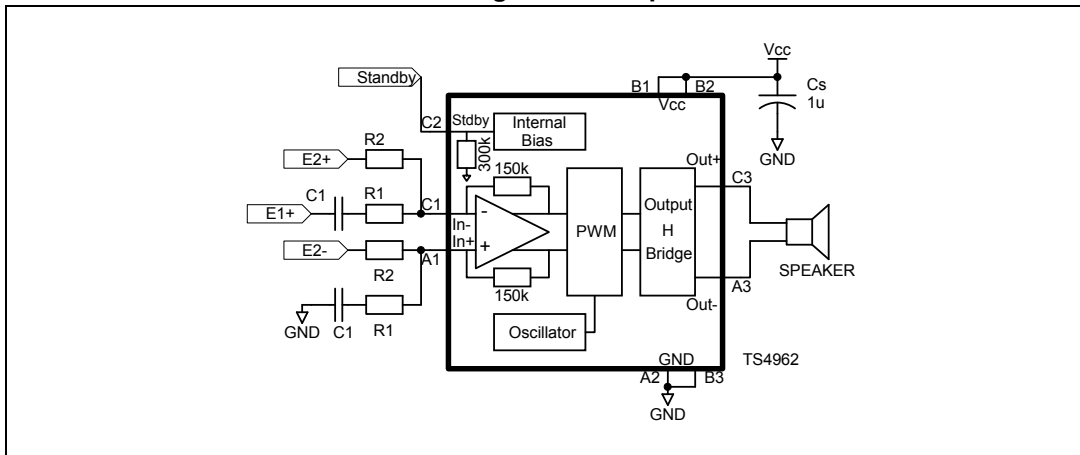 Vcc
Standby
B1
B2
Vcc
Cs
1u
C2
Stdby
Internal
Bias
GND
R2
300k
E2+
150k
Out+
C3
C1
R1
C1
E1+
In-
-
Output
H
Bridge
PWM
In+
+
E2-
A1
R2
SPEAKER
A3
150k
Out-
GND
C1
R1
Oscillator
GND
TS4962
A2
B3
GND